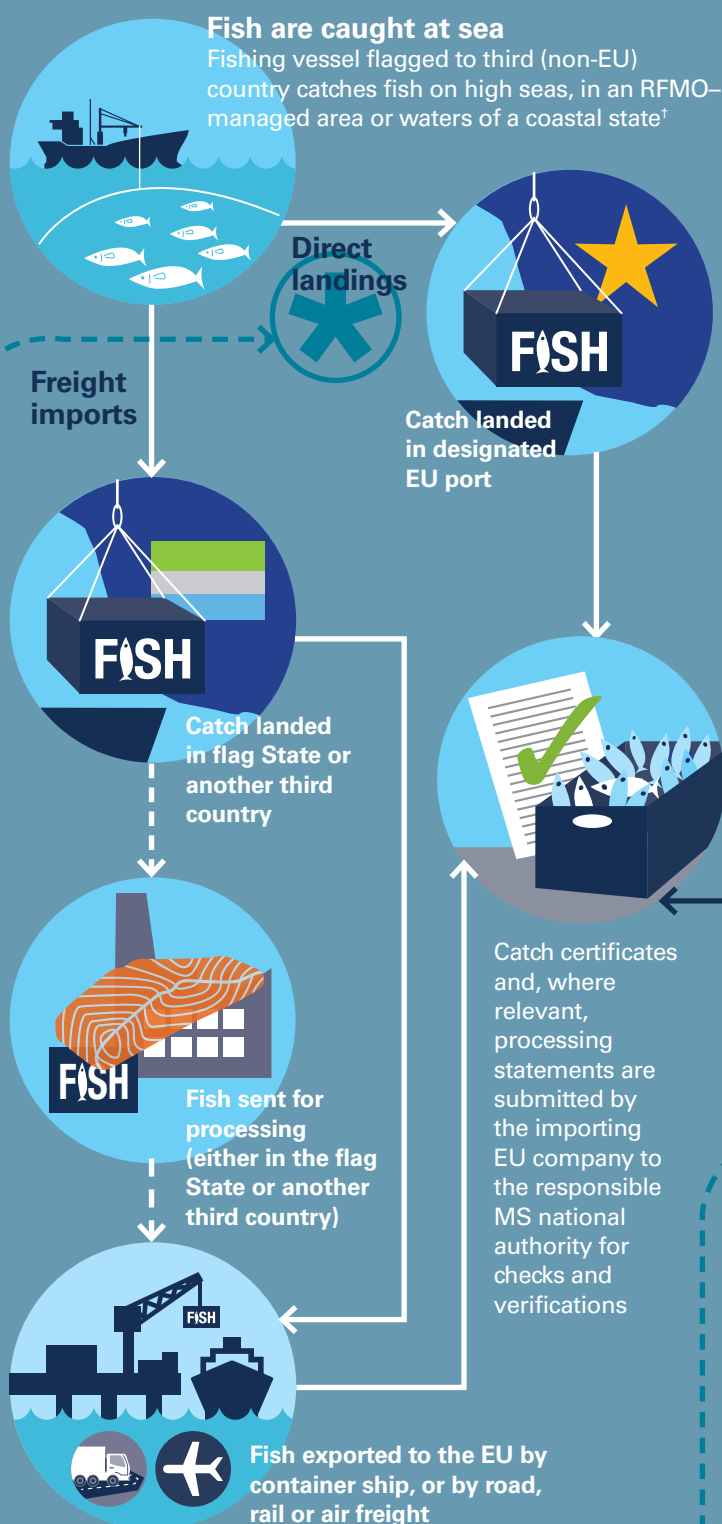 Fish are caught at sea
Fishing vessel flagged to third (non-EU)
country catches fish on high seas, in an RFMO–
managed area or waters of a coastal state†
Direct
landings
FISH
Catch landed
in designated
EU port
Freight
imports
FISH
Catch landed
in flag State or
another third
country
FISH
Fish sent for
processing
(either in the flag
State or another
third country)
Catch certificates
and, where
relevant,
processing
statements are
submitted by
the importing
EU company to
the responsible
MS national
authority for
checks and
verifications
FISH
Fish exported to the EU by
container ship, or by road,
rail or air freight